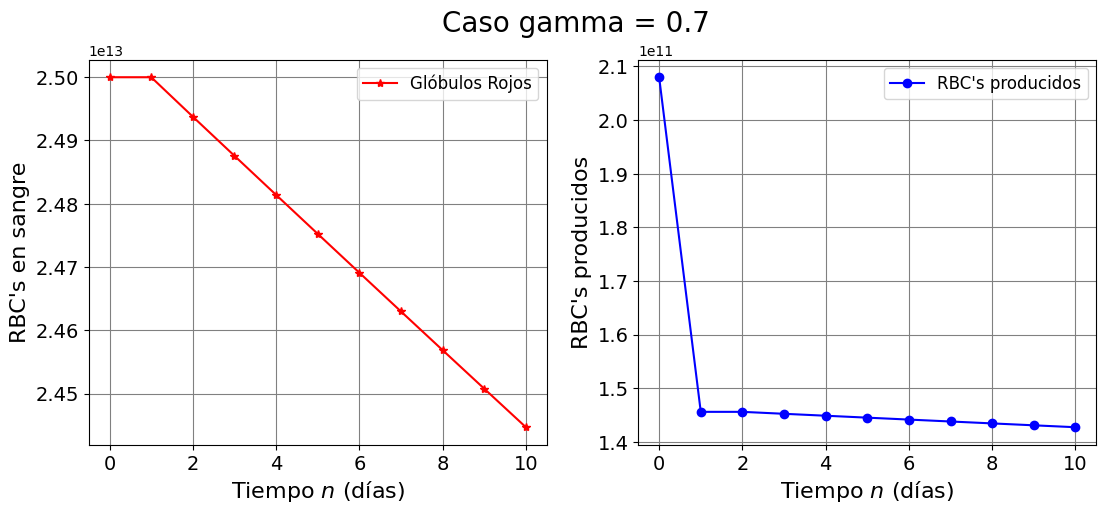 Caso gamma = 0.7
1e13
Glóbulos Rojos
2.50
2.49
2.48
2.47
2.46
2.45
RBC's en sangre
0 2 4 6 8 10
Tiempo n (días)
1e11
RBC's producidos
2.1
2.0
1.9
1.8
1.7
1.6
1.5
1.4
RBC's producidos
0 2 4 6 8 10
Tiempo n (días)